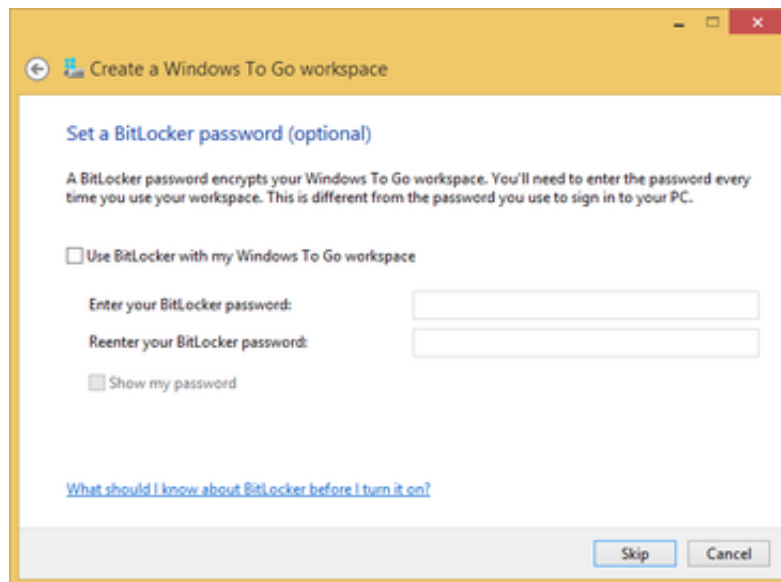 Create a Windows To Go workspace
Set a BitLocker password (optional)
A BitLocker password encrypts your Windows To Go workspace. You'll need to enter the password every
time you use your workspace. This is different from the password you use to sign in to your PC.
Use BitLocker with my Windows To Go workspace
Enter your BitLocker password:
Reenter your BitLocker password:
Show my password
What should I know about BitLocker before I turn it on?
Skip Cancel